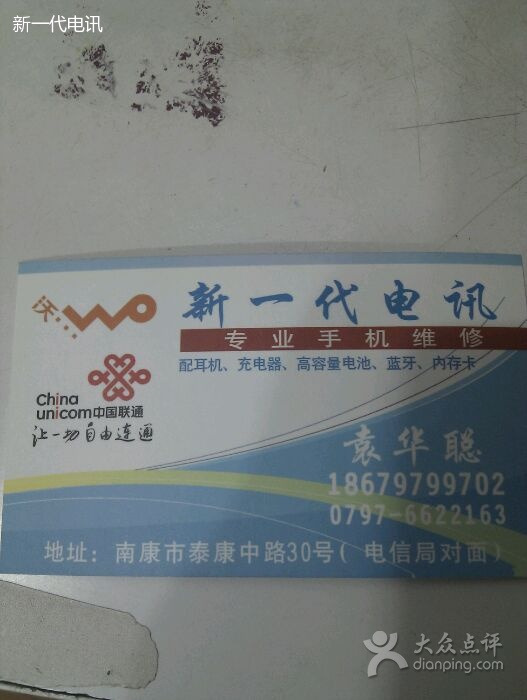 新一代电讯
沃 wo
新一代电讯
专业手机维修
配耳机、充电器、高容量电池、蓝牙、内存卡
China
unicom中国联通
让一切自由连通
袁华聪
18679799702
0797-6622163
地址：南康市泰康中路30号（电信局对面）
大众点评
dianping.com